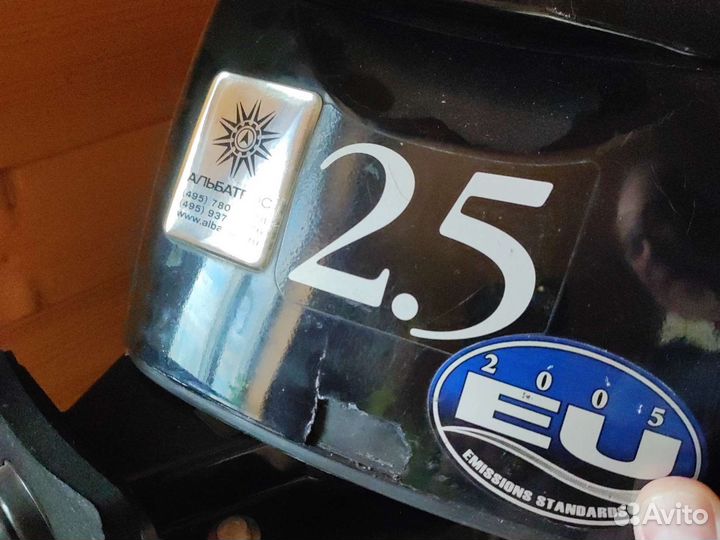 (495) 780
(495) 937
2.5
2005
EU
EMISSIONS STANDARDS
Avito